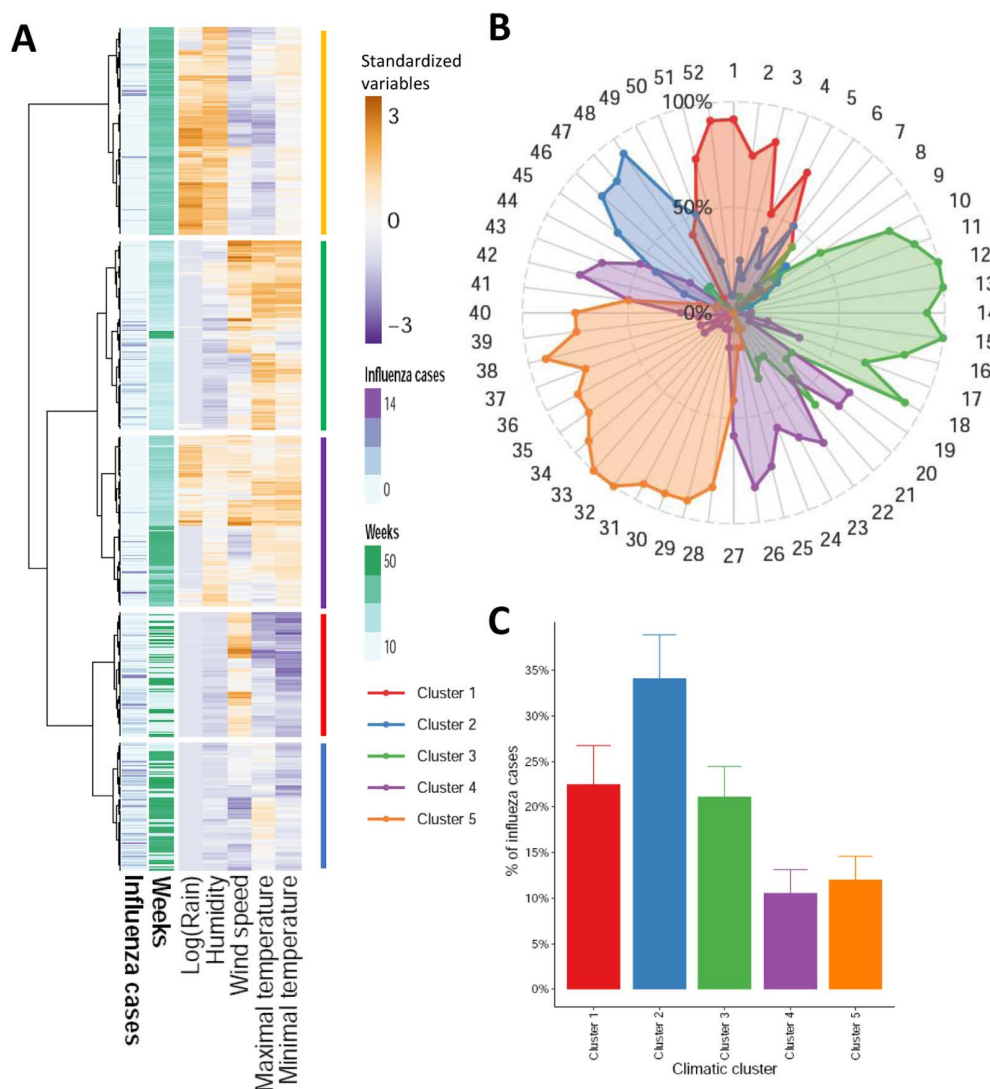 A
Standardized
variables
3
0
−3
Influenza cases
14
0
Weeks
50
10
Cluster 1
Cluster 2
Cluster 3
Cluster 4
Cluster 5
Influenza cases
Weeks
Log(Rain)
Humidity
Wind speed
Maximal temperature
Minimal temperature
B
1
2
3
4
5
6
7
8
9
10
11
12
13
14
15
16
17
18
19
20
21
22
23
24
25
26
27
28
29
30
31
32
33
34
35
36
37
38
39
40
41
42
43
44
45
46
47
48
49
50
51
52
100%
50%
0%
C
% of influeza cases
35%
30%
25%
20%
15%
10%
5%
0%
Cluster 1
Cluster 2
Cluster 3
Cluster 4
Cluster 5
Climatic cluster